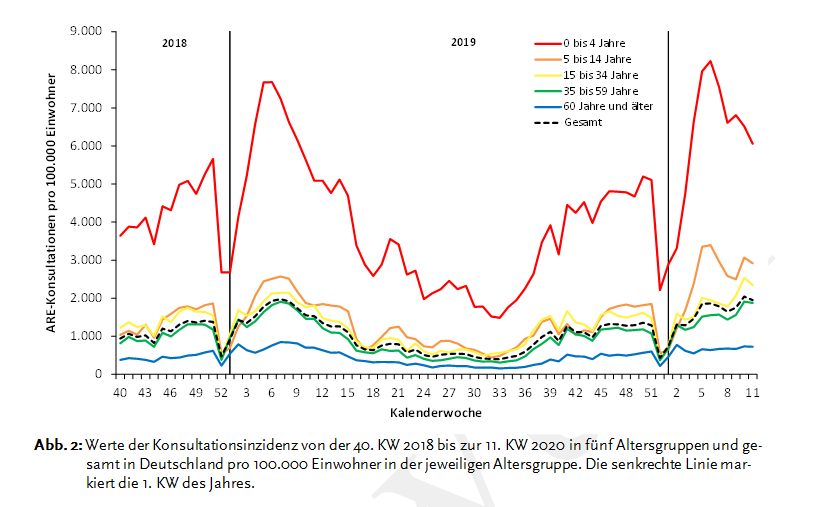 9.000
8.000
7.000
6.000
5.000
4.000
3.000
2.000
1.000
0
ARE-Konsultationen pro 100.000 Einwohner
2018
2019
0 bis 4 Jahre
5 bis 14 Jahre
15 bis 34 Jahre
35 bis 59 Jahre
60 Jahre und älter
Gesamt
40 43 46 49 52 3 6 9 12 15 18 21 24 27 30 33 36 39 42 45 48 51 2 5 8 11
Kalenderwoche
Abb. 2: Werte der Konsultationsinzidenz von der 40. KW 2018 bis zur 11. KW 2020 in fünf Altersgruppen und ge-
samt in Deutschland pro 100.000 Einwohner in der jeweiligen Altersgruppe. Die senkrechte Linie mar-
kiert die 1. KW des Jahres.